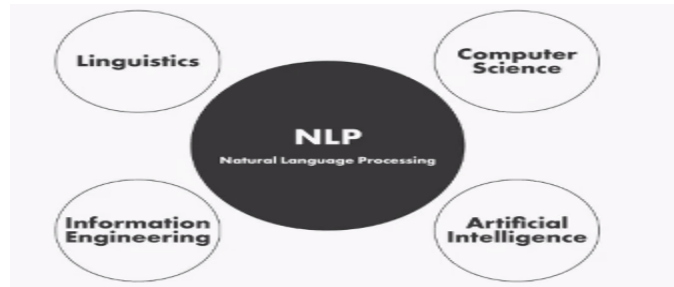 Linguistics
Computer
Science
NLP
Natural Language Processing
Information
Engineering
Artificial
Intelligence